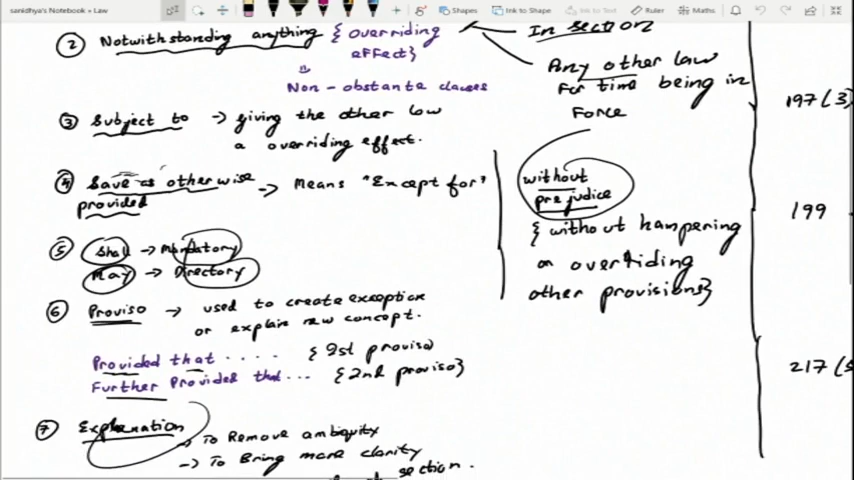 sanidhya's Notebook » Law
Shapes
Ink to Shape
Ink to Text
Ruler
Maths
② Notwithstanding anything { overriding
effect}
Non-obstante clauses
In section
Any other law
For time being in
Force
③ Subject to -> giving the other law
a overriding effect.
④ Save as otherwise
provided -> Means "Except for"
without
prejudice
{ without hampering
or overriding
other provisions}
⑤ Shall -> Mandatory
May -> Directory
⑥ Proviso -> used to create exception
or explain new concept.
Provided that ..... { 1st proviso
Further Provided that... {2nd proviso}
⑦ Explanation
-> To Remove ambiquity
-> To Bring more clarity
section.
197(3)
199
217(5